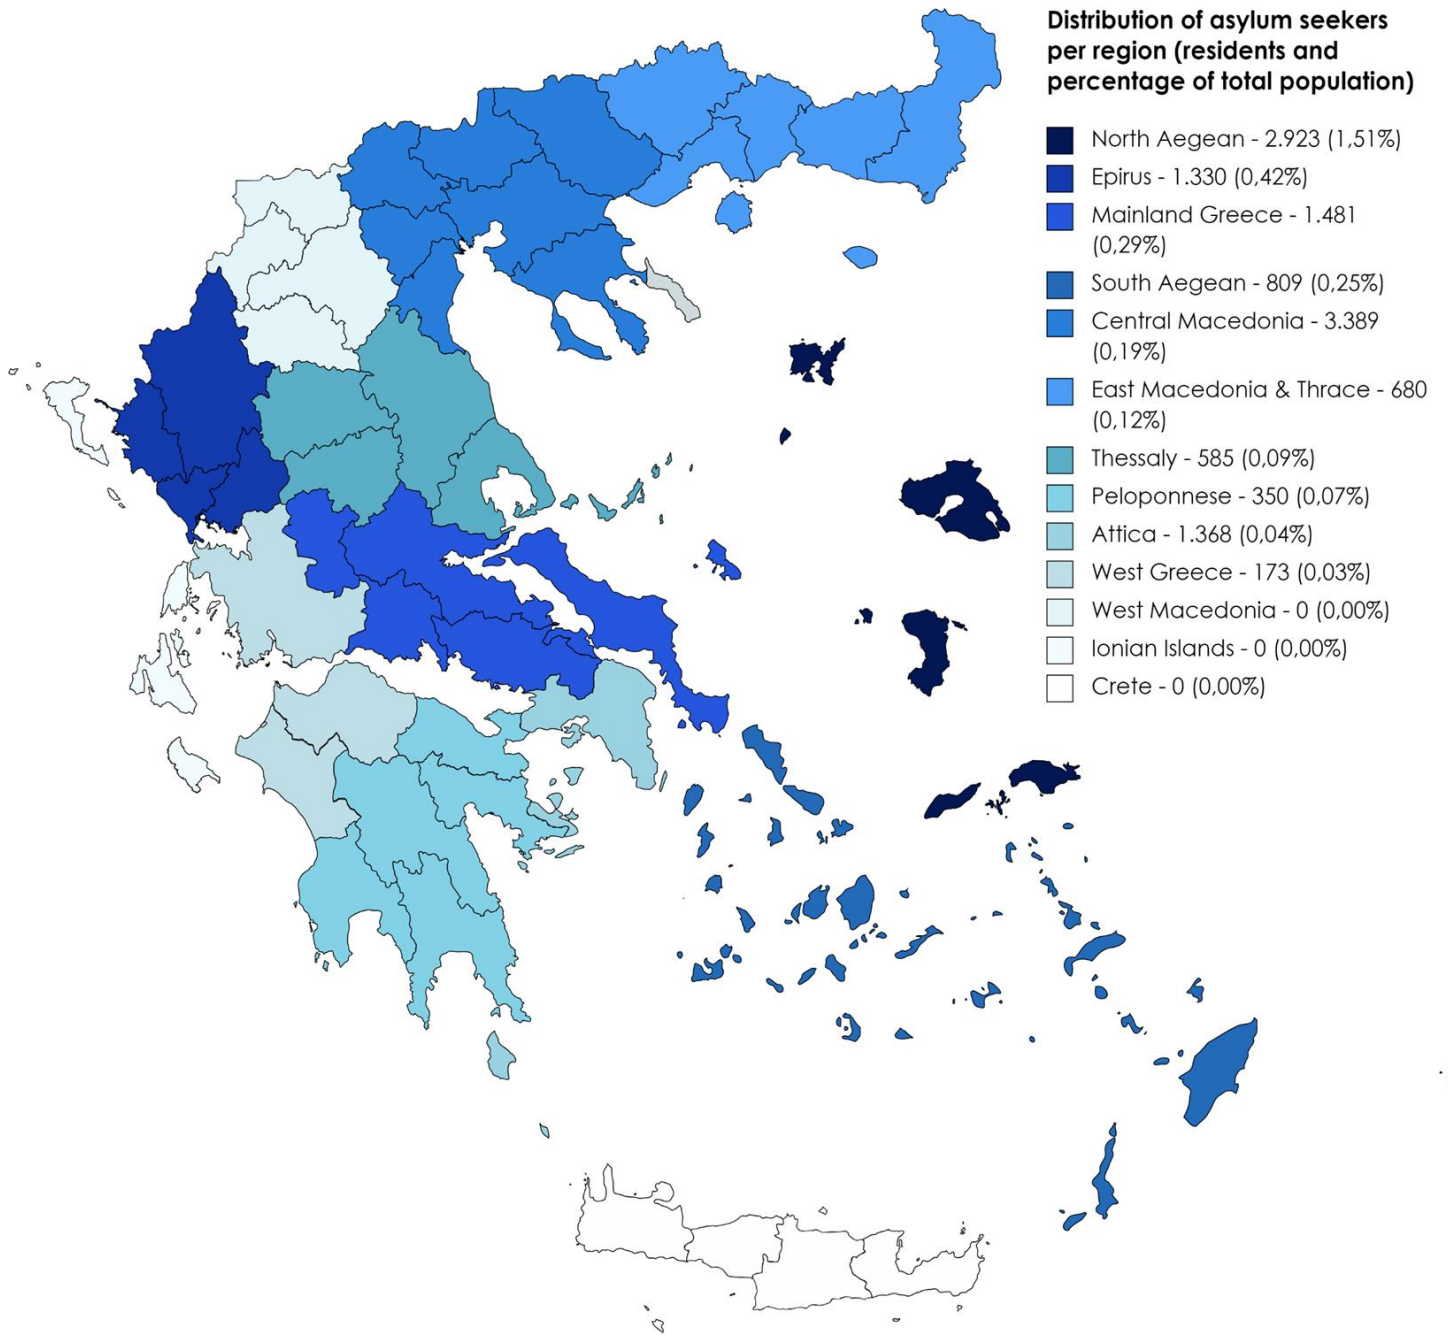 Distribution of asylum seekers
per region (residents and
percentage of total population)
North Aegean - 2.923 (1,51%)
Epirus - 1.330 (0,42%)
Mainland Greece - 1.481
(0,29%)
South Aegean - 809 (0,25%)
Central Macedonia - 3.389
(0,19%)
East Macedonia & Thrace - 680
(0,12%)
Thessaly - 585 (0,09%)
Peloponnese - 350 (0,07%)
Attica - 1.368 (0,04%)
West Greece - 173 (0,03%)
West Macedonia - 0 (0,00%)
Ionian Islands - 0 (0,00%)
Crete - 0 (0,00%)